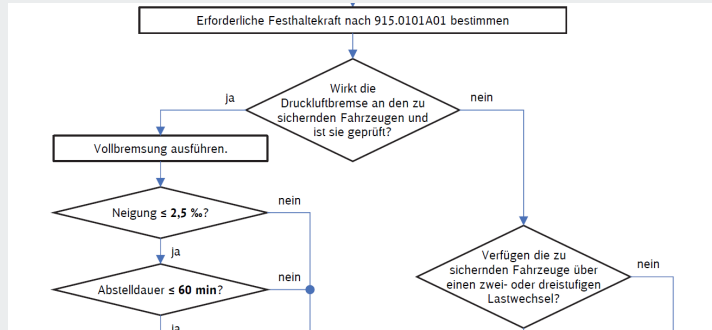 Erforderliche Festhaltekraft nach 915.0101A01 bestimmen
Wirkt die
Druckluftbremse an den zu
sichernden Fahrzeugen und
ist sie geprüft?
ja
nein
Vollbremsung ausführen.
Neigung ≤ 2,5 ‰?
nein
ja
Abstelldauer ≤ 60 min?
nein
ja
Verfügen die zu
sichernden Fahrzeuge über
einen zwei- oder dreistufigen
Lastwechsel?
nein